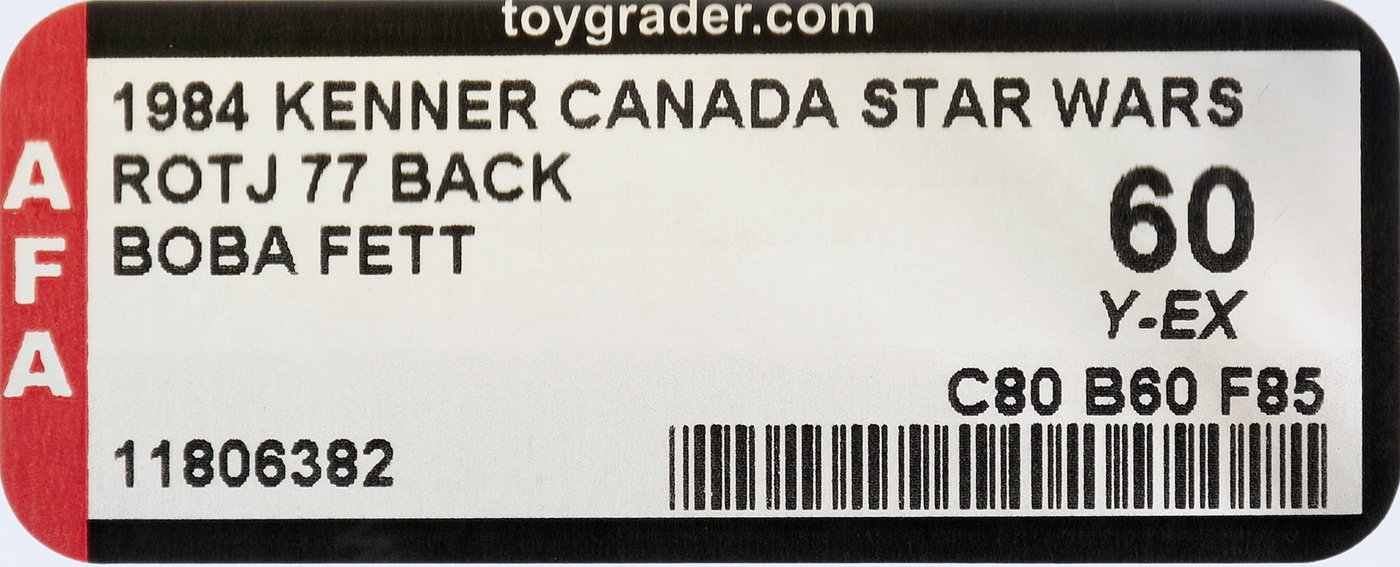 toygrader.com
AFA
1984 KENNER CANADA STAR WARS
ROTJ 77 BACK
BOBA FETT
60
Y-EX
C80 B60 F85
11806382